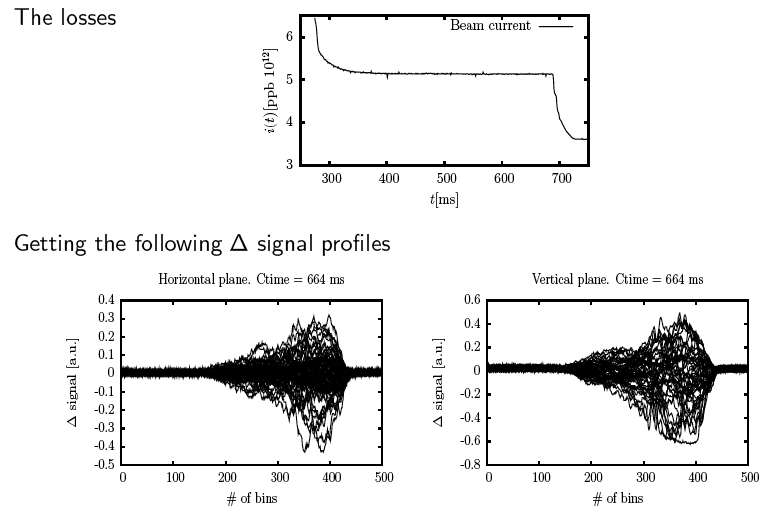 The losses
Beam current
i(t)[ppb 10¹²]
6
5
4
3
300 400 500 600 700
t[ms]
Getting the following Δ signal profiles
Horizontal plane. Ctime = 664 ms
Δ signal [a.u.]
0.4
0.3
0.2
0.1
0
-0.1
-0.2
-0.3
-0.4
-0.5
0 100 200 300 400 500
# of bins
Vertical plane. Ctime = 664 ms
Δ signal [a.u.]
0.6
0.4
0.2
0
-0.2
-0.4
-0.6
-0.8
0 100 200 300 400 500
# of bins